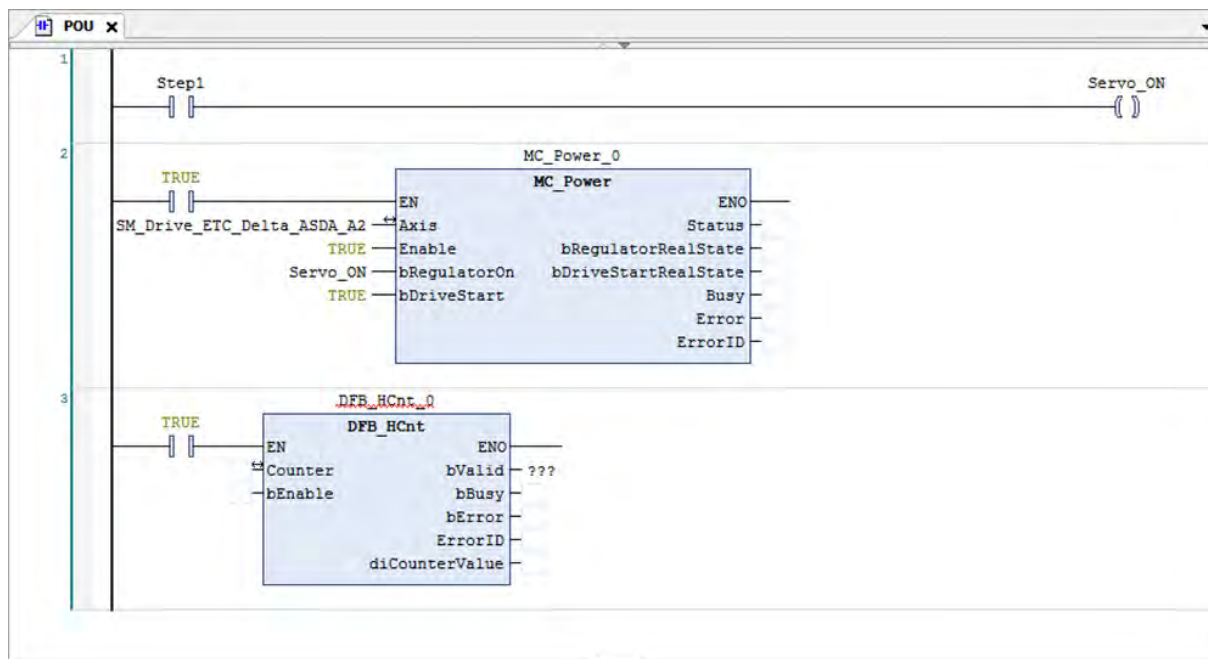 POU
1
Step1
Servo_ON
2
MC_Power_0
MC_Power
TRUE
EN
ENO
SM_Drive_ETC_Delta_ASDA_A2
Axis
Status
TRUE
Enable
bRegulatorRealState
Servo_ON
bRegulatorOn
bDriveStartRealState
TRUE
bDriveStart
Busy
Error
ErrorID
3
DFB_HCnt_0
DFB_HCnt
TRUE
EN
ENO
Counter
bValid
???
bEnable
bBusy
bError
ErrorID
diCounterValue